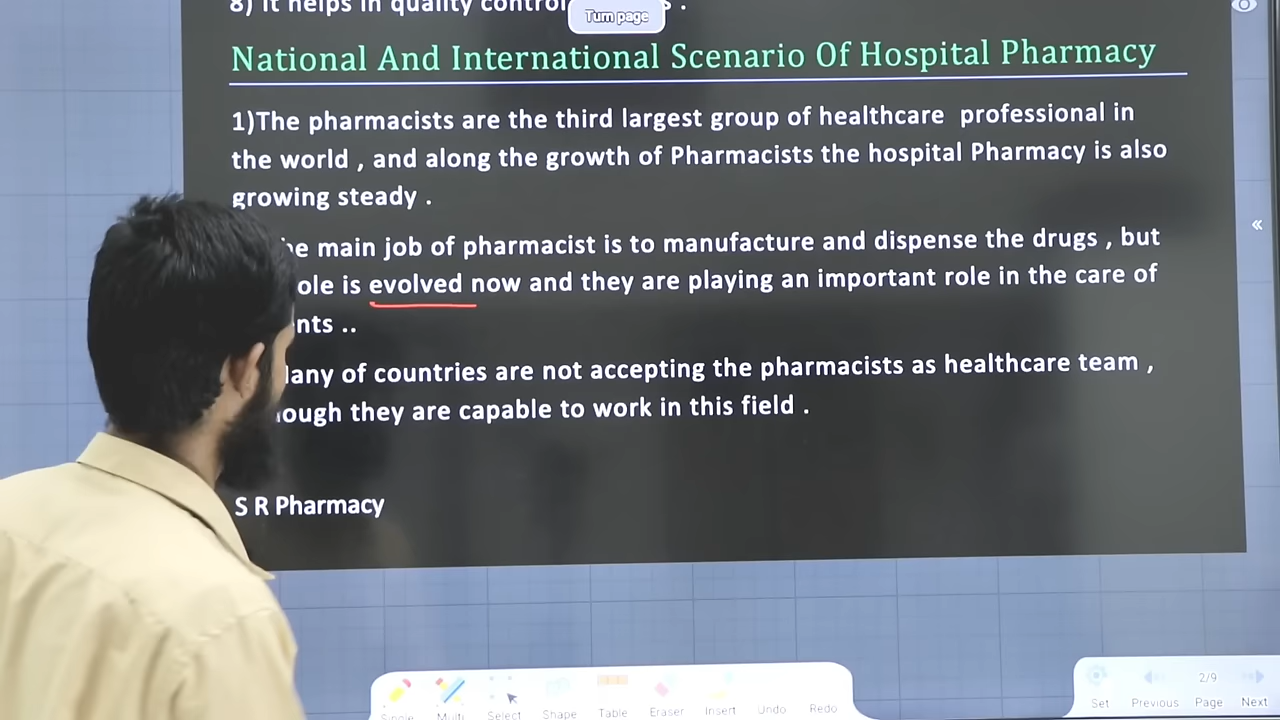 8) It helps in quality control
Turn page
National And International Scenario Of Hospital Pharmacy
1)The pharmacists are the third largest group of healthcare professional in
the world , and along the growth of Pharmacists the hospital Pharmacy is also
growing steady .
main job of pharmacist is to manufacture and dispense the drugs , but
is evolved now and they are playing an important role in the care of
..
of countries are not accepting the pharmacists as healthcare team ,
they are capable to work in this field .
S R Pharmacy
«
2/9
Single Multi Select Shape Table Eraser Insert Undo Redo
Set Previous Page Next